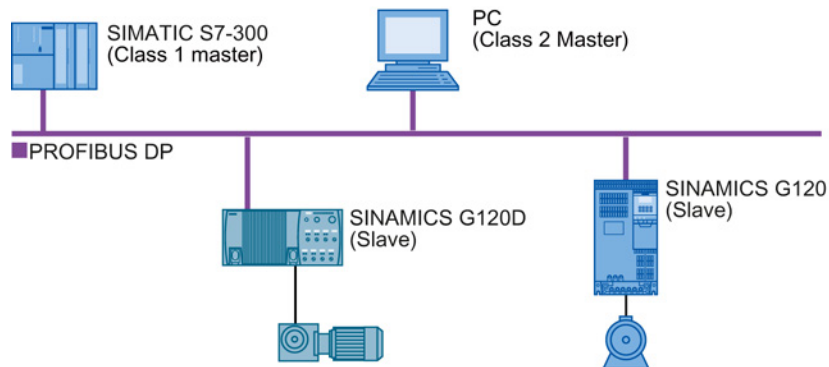 SIMATIC S7-300
(Class 1 master)
PC
(Class 2 Master)
PROFIBUS DP
SINAMICS G120D
(Slave)
SINAMICS G120
(Slave)